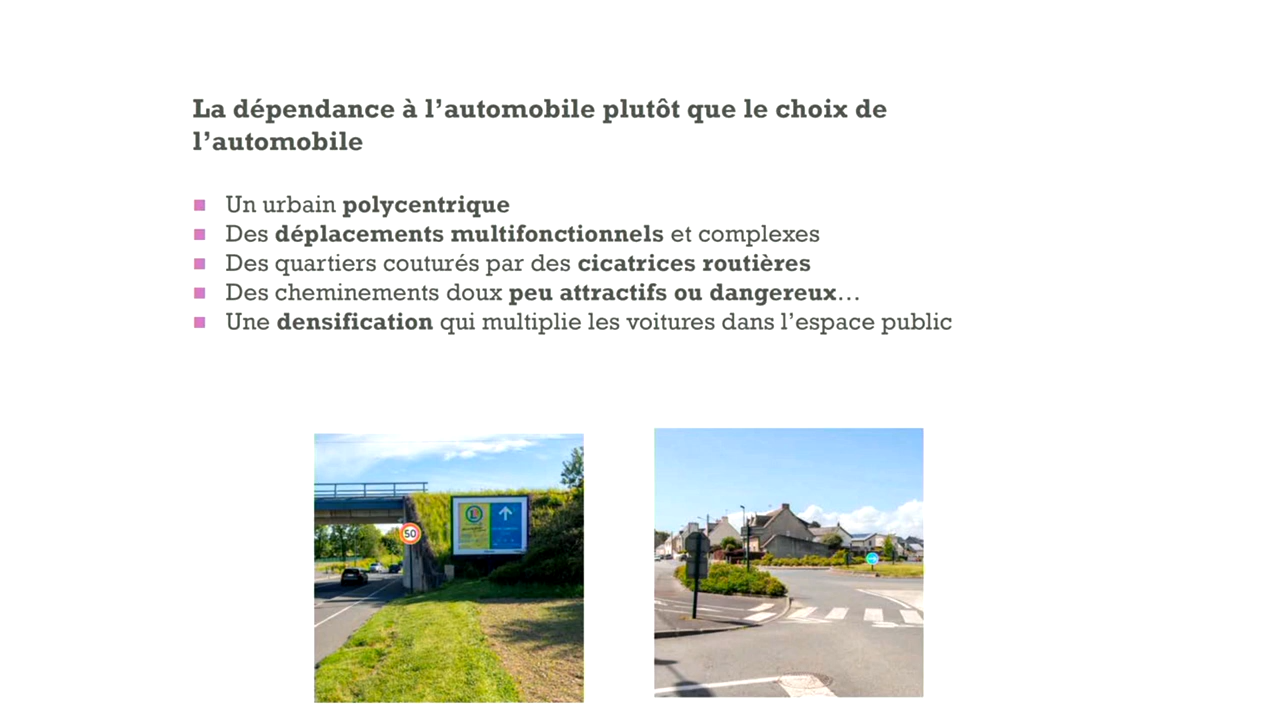 La dépendance à l’automobile plutôt que le choix de
l’automobile
Un urbain polycentrique
Des déplacements multifonctionnels et complexes
Des quartiers couturés par des cicatrices routières
Des cheminements doux peu attractifs ou dangereux…
Une densification qui multiplie les voitures dans l’espace public
50